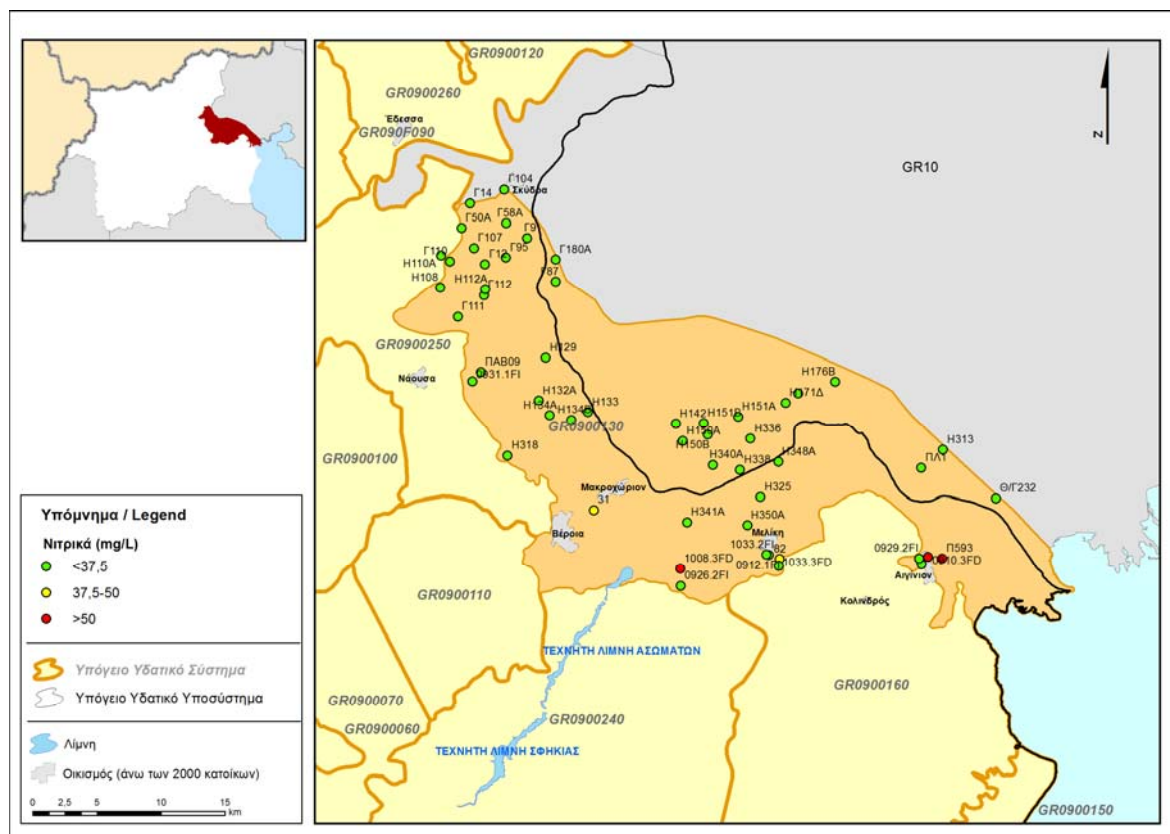 GR0900120
GR0900260
Έδεσσα
GR090F090
GR10
N
Γ104
Σκύδρα
Γ14
Γ58Α
Γ50Α
Γ9
Γ107
Γ95
Γ12
Γ110
Γ180Α
Η110Α
Η108
Η112Α
Γ87
Γ112
Γ111
GR0900250
Νάουσα
ΠΑΒ09
0931.1FI
Η129
Η176Β
Η171Δ
Η132Α
Η134Α
Η133
GR0900130
Η142
Η151Β
Η151Α
Η150Β
Η336
Η318
Η340Α
Η338
Η348Α
Η313
ΠΛ1
Θ/Γ232
GR0900100
Μακροχώριον
31
Βέροια
Η325
Η341Α
Η350Α
Μελίκη
1033.2FI
82
1033.3FD
1008.3FD
0926.2FI
0929.2FI
Π593
Αιγίνιον
Κολινδρός
GR0900110
ΤΕΧΝΗΤΗ ΛΙΜΝΗ ΑΣΩΜΑΤΩΝ
GR0900160
GR0900070
GR0900060
GR0900240
ΤΕΧΝΗΤΗ ΛΙΜΝΗ ΣΦΗΚΙΑΣ
GR0900150
Υπόμνημα / Legend
Νιτρικά (mg/L)
<37,5
37,5-50
>50
Υπόγειο Υδατικό Σύστημα
Υπόγειο Υδατικό Υποσύστημα
Λίμνη
Οικισμός (άνω των 2000 κατοίκων)
0 2,5 5 10 15
km